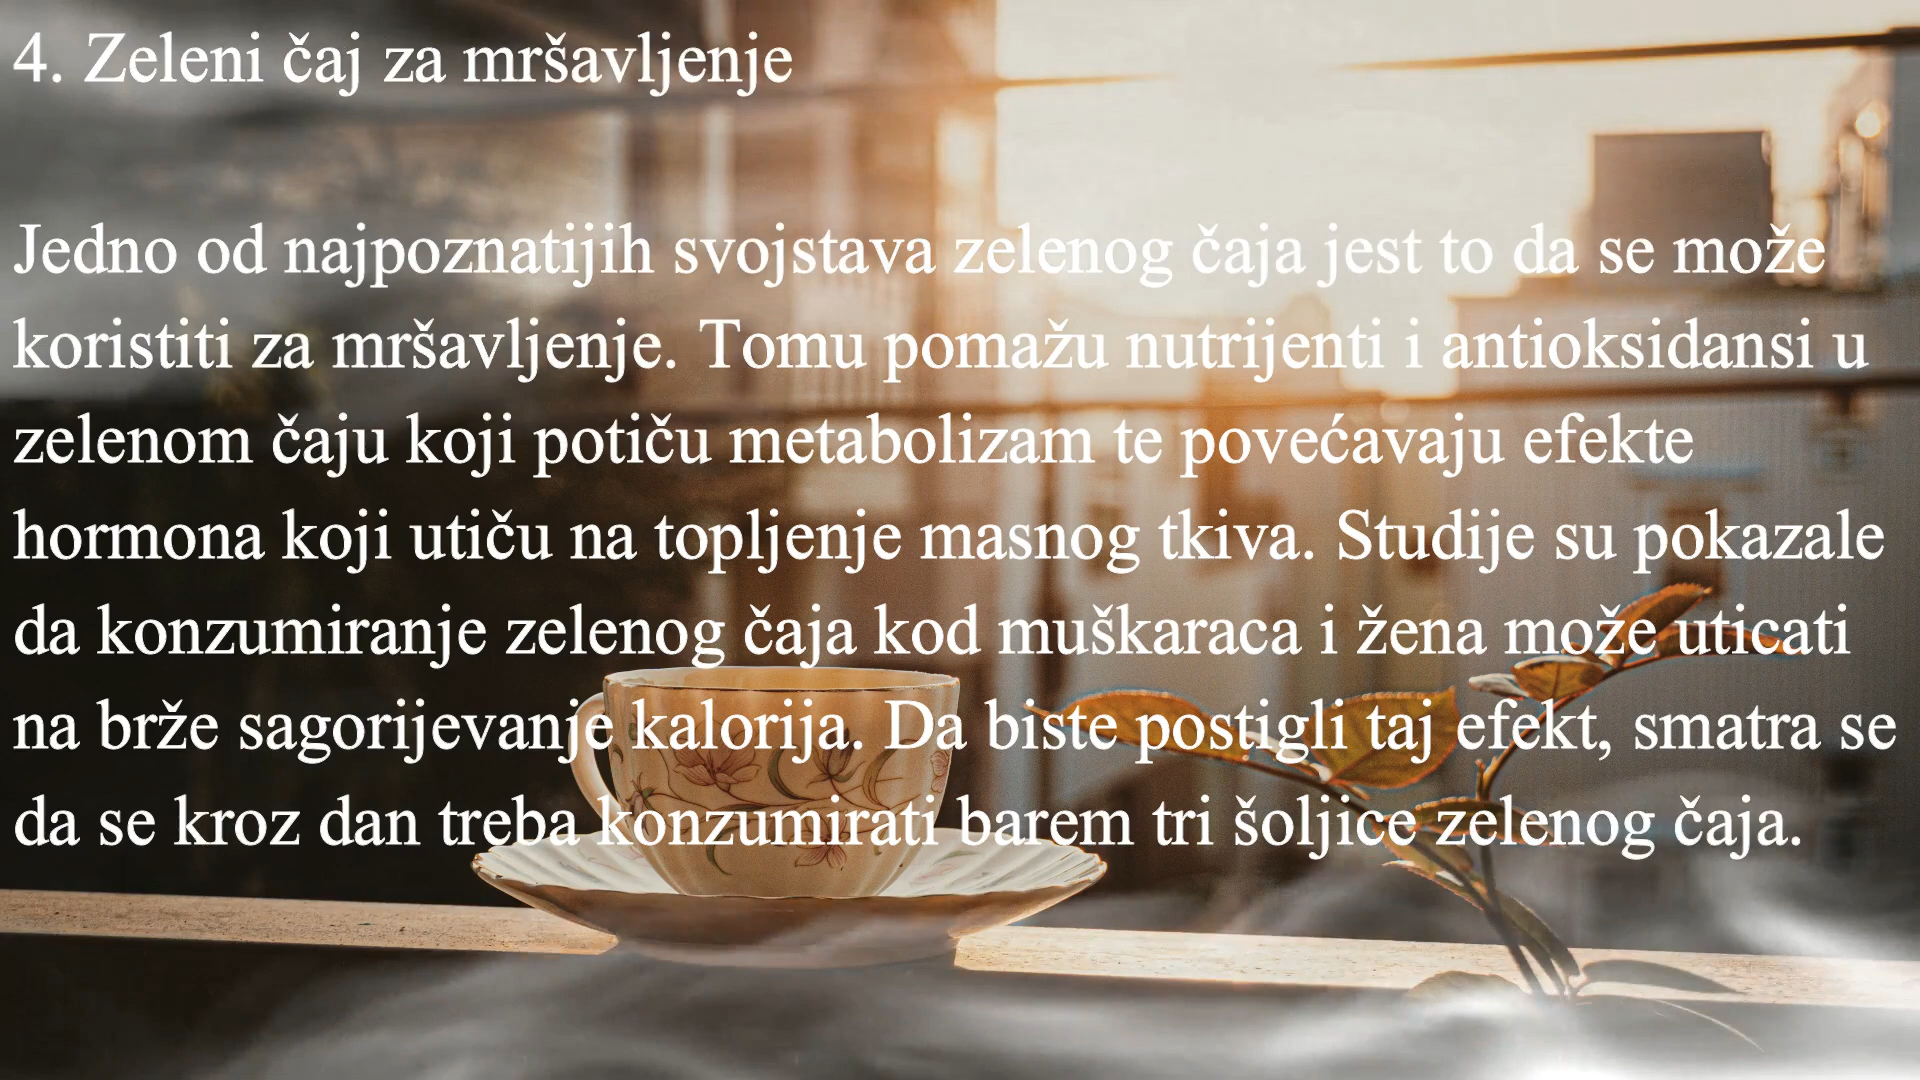 4. Zeleni čaj za mršavljenje
Jedno od najpoznatijih svojstava zelenog čaja jest to da se može
koristiti za mršavljenje. Tomu pomažu nutrijenti i antioksidansi u
zelenom čaju koji potiču metabolizam te povećavaju efekte
hormona koji utiču na topljenje masnog tkiva. Studije su pokazale
da konzumiranje zelenog čaja kod muškaraca i žena može uticati
na brže sagorijevanje kalorija. Da biste postigli taj efekt, smatra se
da se kroz dan treba konzumirati barem tri šoljice zelenog čaja.